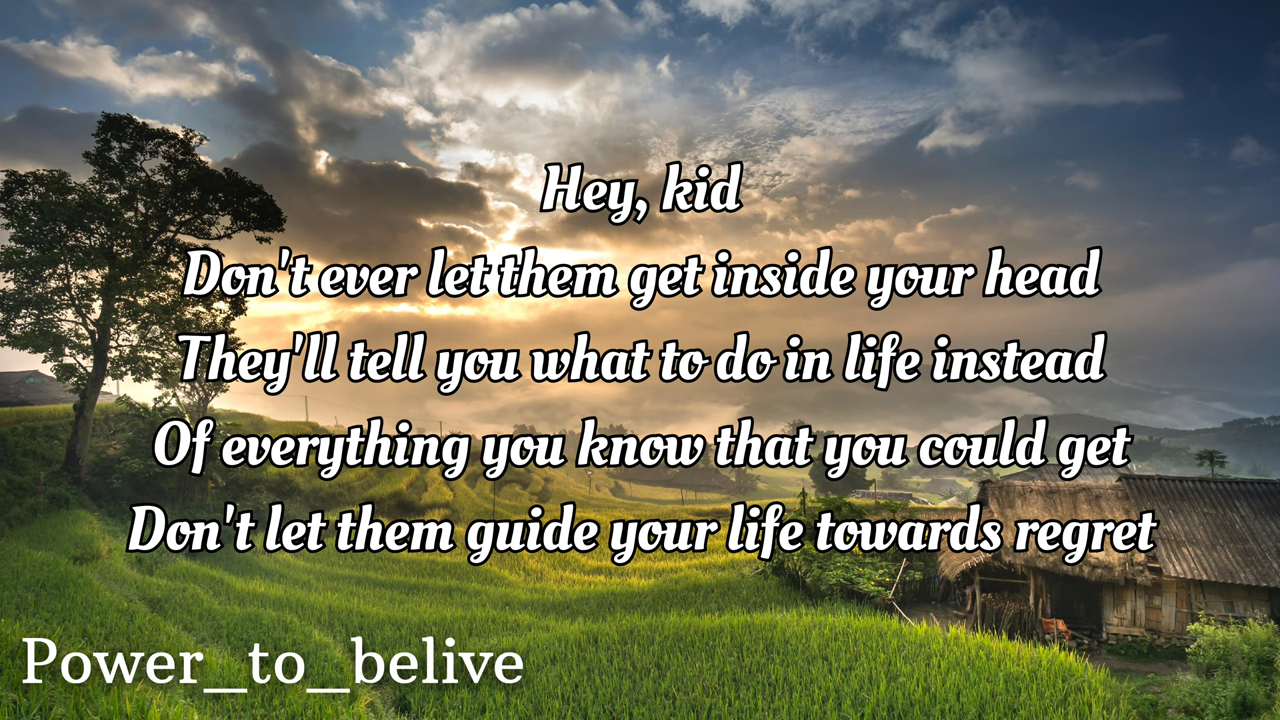 Hey, kid
Don't ever let them get inside your head
They'll tell you what to do in life instead
Of everything you know that you could get
Don't let them guide your life towards regret
Power_to_belive